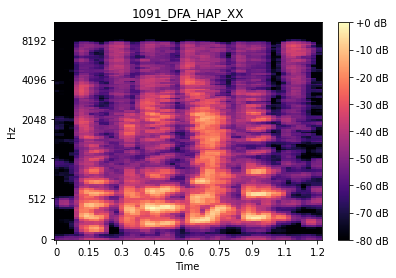 1091_DFA_HAP_XX
8192
4096
2048
1024
512
0
Hz
0 0.15 0.3 0.45 0.6 0.75 0.9 1.1 1.2
Time
+0 dB
-10 dB
-20 dB
-30 dB
-40 dB
-50 dB
-60 dB
-70 dB
-80 dB